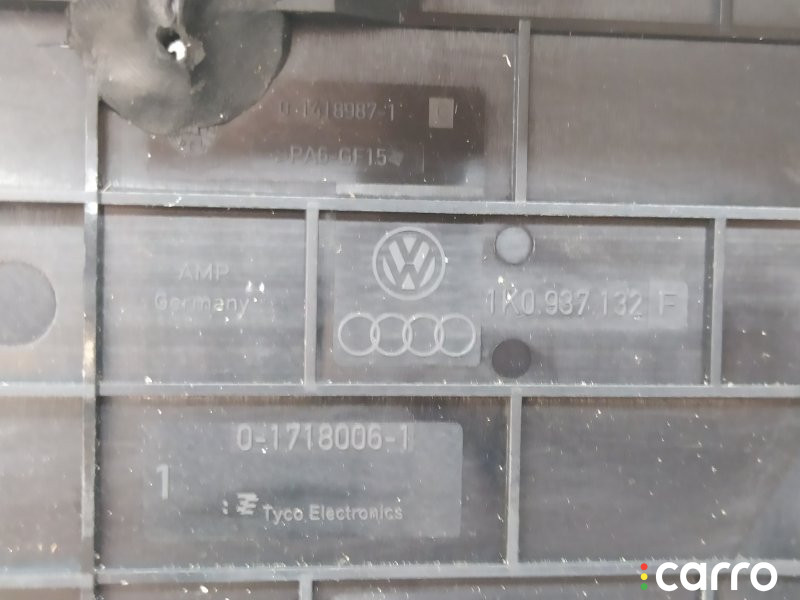 0-1418987-1 C
PA6-GF15
AMP
Germany
1K0.937.132 F
0-1718006-1
1
Tyco Electronics
carro